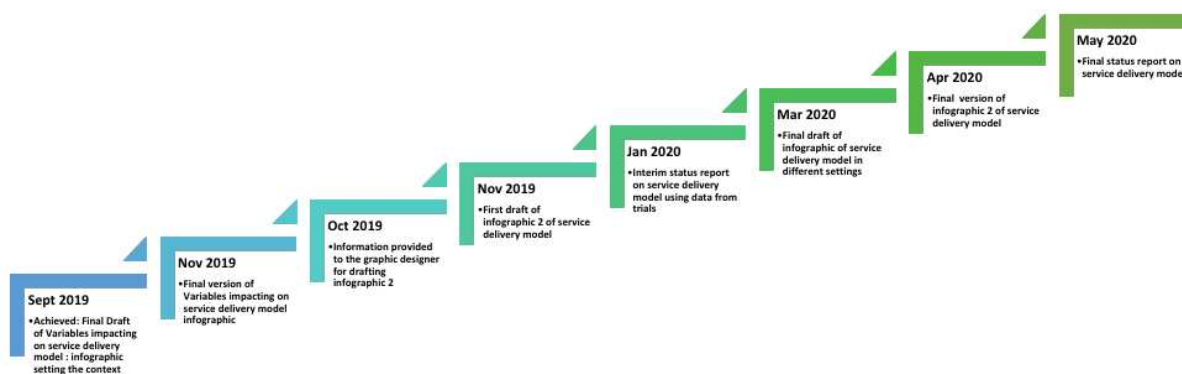 Sept 2019
•Achieved: Final Draft
of Variables impacting
on service delivery
model : infographic
setting the context
Nov 2019
•Final version of
Variables impacting on
service delivery model
infographic
Oct 2019
•Information provided
to the graphic designer
for drafting
infographic 2
Nov 2019
•First draft of
infographic 2 of service
delivery model
Jan 2020
•Interim status report
on service delivery
model using data from
trials
Mar 2020
•Final draft of
infographic of service
delivery model in
different settings
Apr 2020
•Final version of
infographic 2 of service
delivery model
May 2020
•Final status report on
service delivery mode